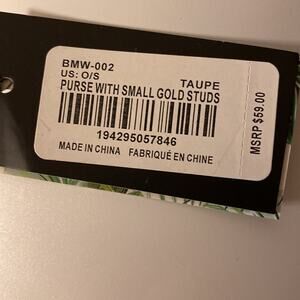 BMW-002
US: O/S TAUPE
PURSE WITH SMALL GOLD STUDS
194295057846
MADE IN CHINA FABRIQUÉ EN CHINE
MSRP $59.00